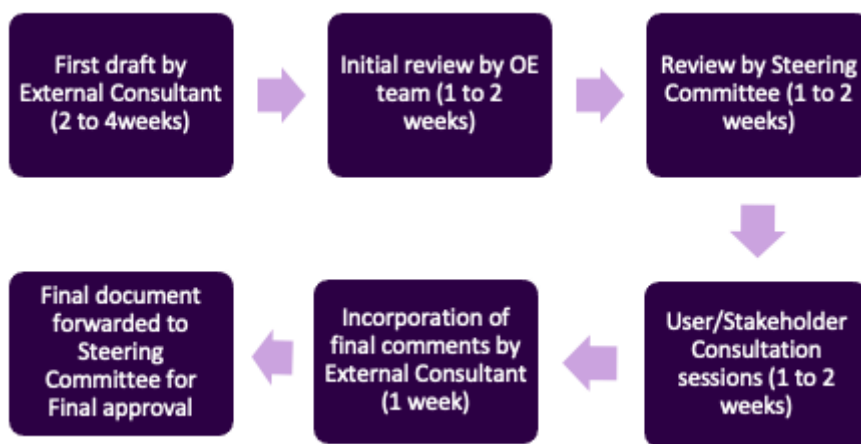 First draft by
External Consultant
(2 to 4weeks)
Initial review by OE
team (1 to 2
weeks)
Review by Steering
Committee (1 to 2
weeks)
User/Stakeholder
Consultation
sessions (1 to 2
weeks)
Incorporation of
final comments by
External Consultant
(1 week)
Final document
forwarded to
Steering
Committee for
Final approval